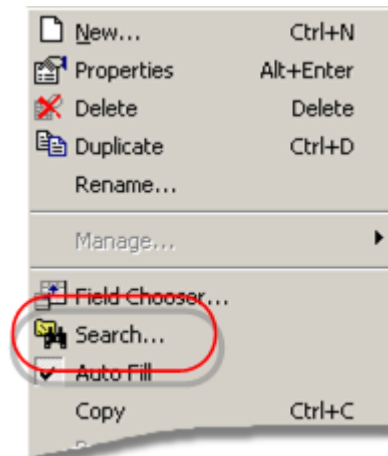 New... Ctrl+N
Properties Alt+Enter
Delete Delete
Duplicate Ctrl+D
Rename...
Manage...
Field Chooser...
Search...
Auto Fill
Copy Ctrl+C